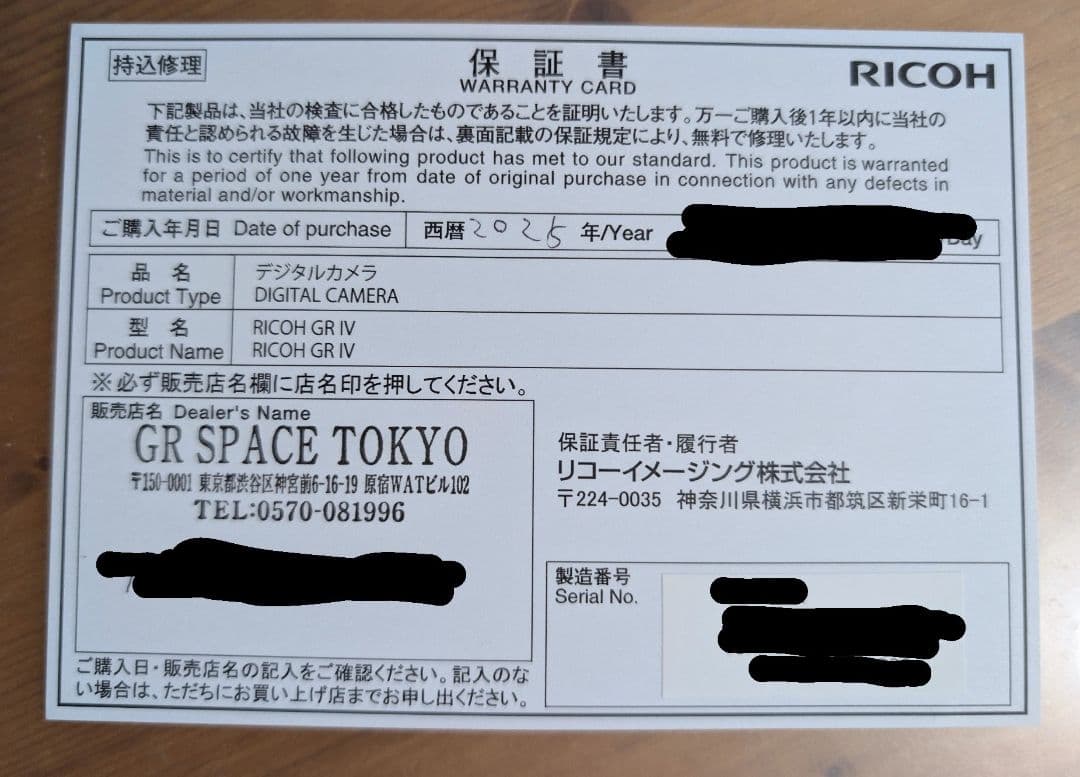 持込修理
保証書
WARRANTY CARD
RICOH
下記製品は、当社の検査に合格したものであることを証明いたします。万一ご購入後1年以内に当社の
責任と認められる故障を生じた場合は、裏面記載の保証規定により、無料で修理いたします。
This is to certify that following product has met to our standard. This product is warranted
for a period of one year from date of original purchase in connection with any defects in
material and/or workmanship.
ご購入年月日 Date of purchase 西暦2025年/Year Day
品名 デジタルカメラ
Product Type DIGITAL CAMERA
型名 RICOH GR IV
Product Name RICOH GR IV
※必ず販売店名欄に店名印を押してください。
販売店名 Dealer's Name
GR SPACE TOKYO
〒150-0001 東京都渋谷区神宮前6-16-19 原宿WATビル102
TEL:0570-081996
保証責任者・履行者
リコーイメージング株式会社
〒224-0035 神奈川県横浜市都筑区新栄町16-1
製造番号
Serial No.
ご購入日・販売店名の記入をご確認ください。記入のな
い場合は、ただちにお買い上げ店までお申し出ください。